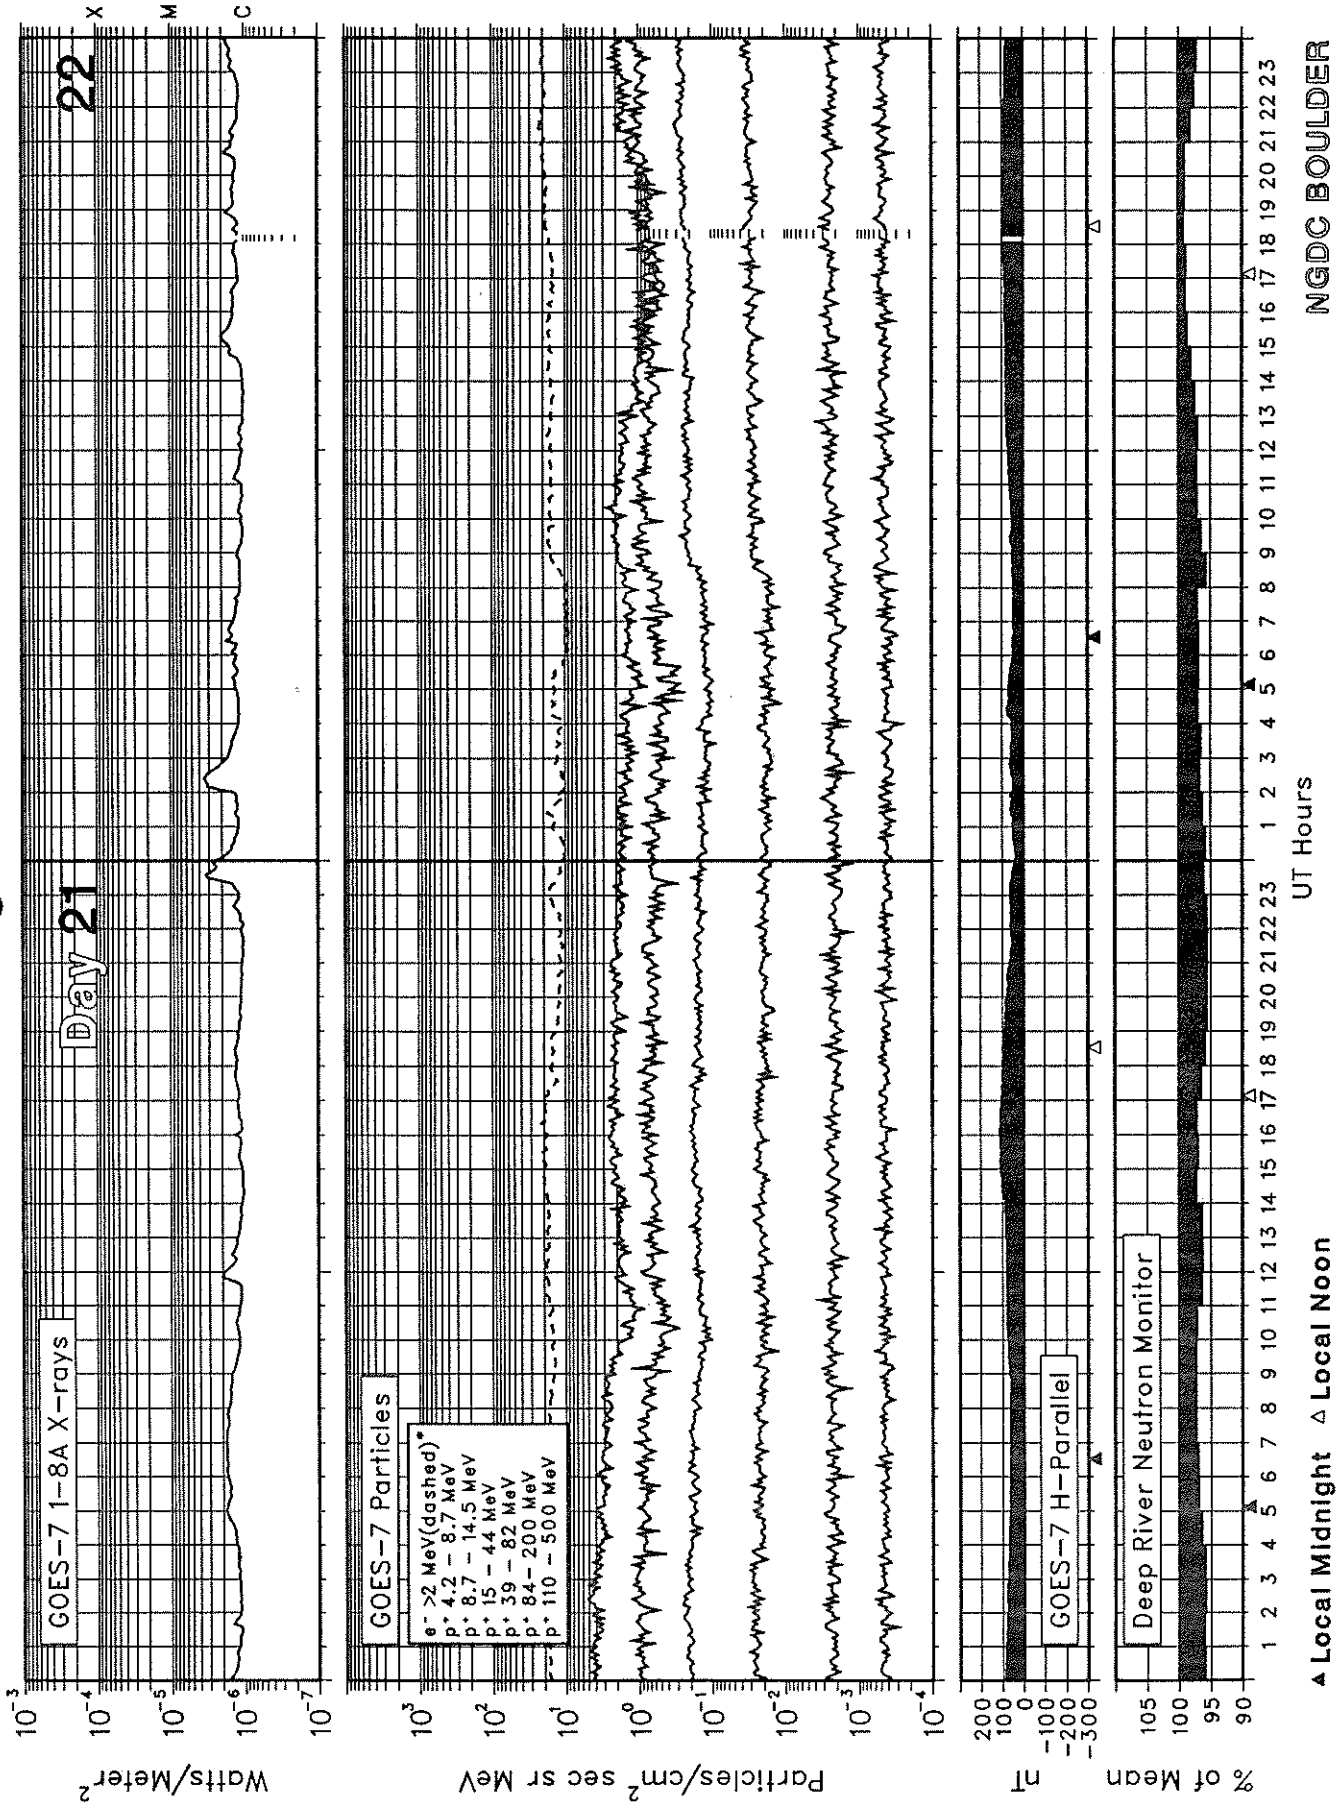 Day 21 22
GOES-7 1-8A X-rays
X
M
C
10⁻³
10⁻⁴
10⁻⁵
10⁻⁶
10⁻⁷
Watts/Meter²
GOES-7 Particles
e⁻ >2 MeV(dashed)*
p⁺ 4.2 - 8.7 MeV
p⁺ 8.7 - 14.5 MeV
p⁺ 15 - 44 MeV
p⁺ 39 - 82 MeV
p⁺ 84 - 200 MeV
p⁺ 110 - 500 MeV
10³
10²
10¹
10⁰
10⁻¹
10⁻²
10⁻³
10⁻⁴
Particles/cm² sec sr MeV
GOES-7 H-Parallel
200
100
0
-100
-200
-300
nT
Deep River Neutron Monitor
105
100
95
90
% of Mean
1 2 3 4 5 6 7 8 9 10 11 12 13 14 15 16 17 18 19 20 21 22 23 1 2 3 4 5 6 7 8 9 10 11 12 13 14 15 16 17 18 19 20 21 22 23
UT Hours
▲ Local Midnight △ Local Noon
NGDC BOULDER